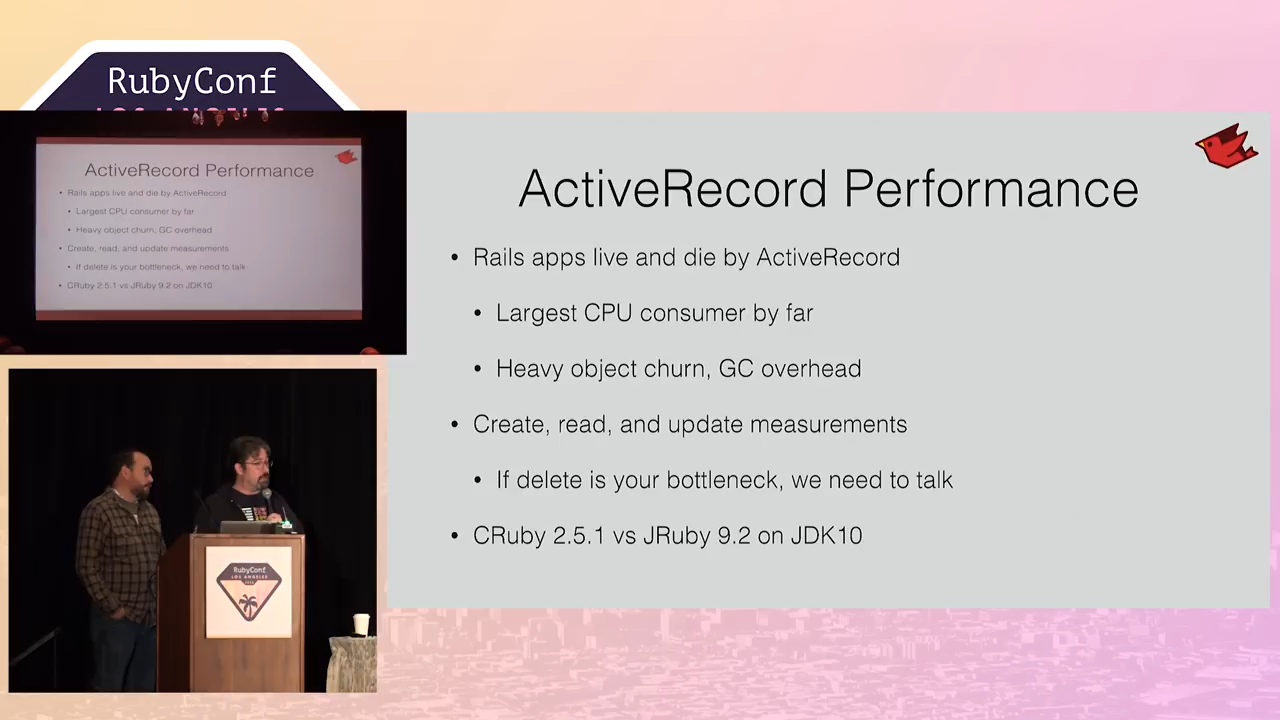 RubyConf
LOS ANGELES
ActiveRecord Performance
• Rails apps live and die by ActiveRecord
• Largest CPU consumer by far
• Heavy object churn, GC overhead
• Create, read, and update measurements
• If delete is your bottleneck, we need to talk
• CRuby 2.5.1 vs JRuby 9.2 on JDK10
ActiveRecord Performance
• Rails apps live and die by ActiveRecord
• Largest CPU consumer by far
• Heavy object churn, GC overhead
• Create, read, and update measurements
• If delete is your bottleneck, we need to talk
• CRuby 2.5.1 vs JRuby 9.2 on JDK10
RubyConf
LOS ANGELES